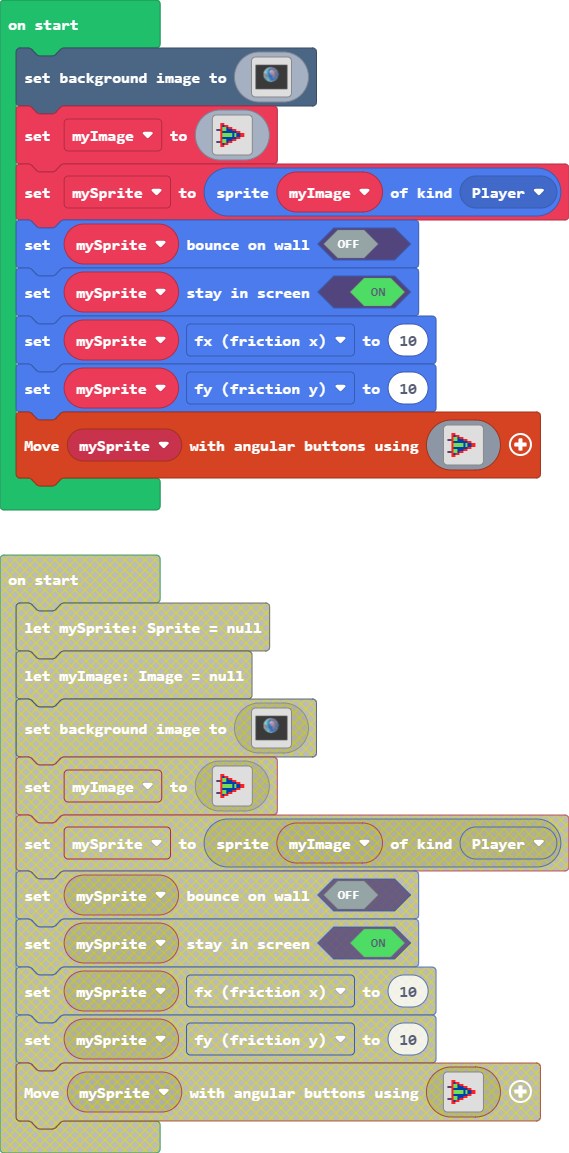 on start
set background image to
set myImage to
set mySprite to sprite myImage of kind Player
set mySprite bounce on wall OFF
set mySprite stay in screen ON
set mySprite fx (friction x) to 10
set mySprite fy (friction y) to 10
Move mySprite with angular buttons using
on start
let mySprite: Sprite = null
let myImage: Image = null
set background image to
set myImage to
set mySprite to sprite myImage of kind Player
set mySprite bounce on wall OFF
set mySprite stay in screen ON
set mySprite fx (friction x) to 10
set mySprite fy (friction y) to 10
Move mySprite with angular buttons using